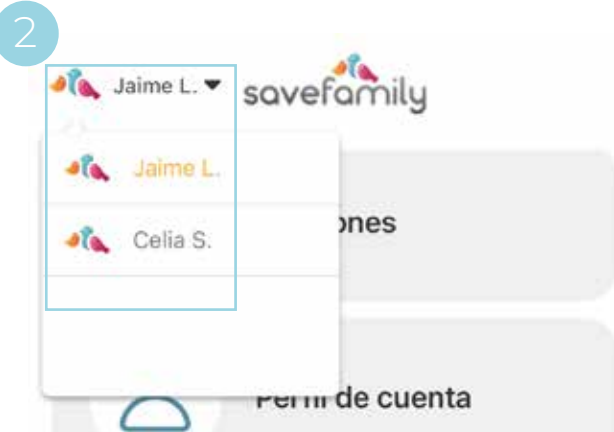 2
Jaime L.
savefamily
Jaime L.
Celia S.
ones
Perfil de cuenta